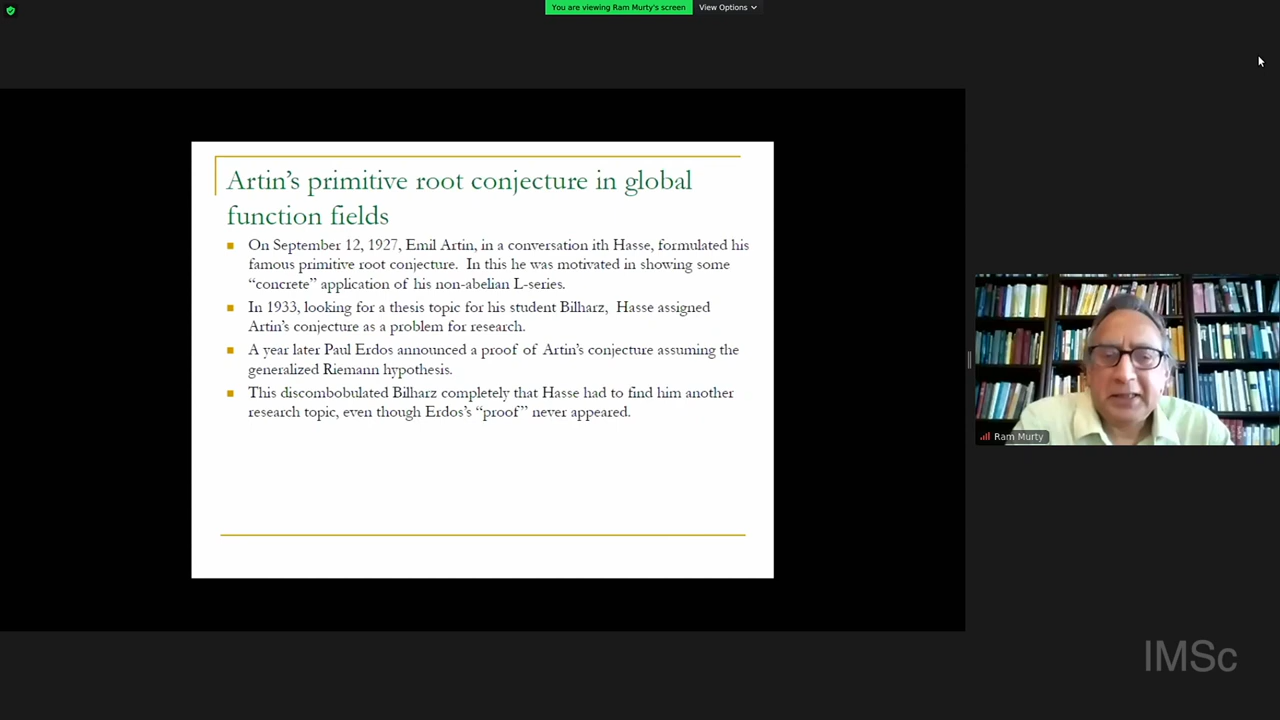 You are viewing Ram Murty's screen
View Options
Artin's primitive root conjecture in global
function fields
On September 12, 1927, Emil Artin, in a conversation ith Hasse, formulated his
famous primitive root conjecture. In this he was motivated in showing some
“concrete” application of his non-abelian L-series.
In 1933, looking for a thesis topic for his student Bilharz, Hasse assigned
Artin's conjecture as a problem for research.
A year later Paul Erdos announced a proof of Artin's conjecture assuming the
generalized Riemann hypothesis.
This discombobulated Bilharz completely that Hasse had to find him another
research topic, even though Erdos's “proof” never appeared.
Ram Murty
IMSc